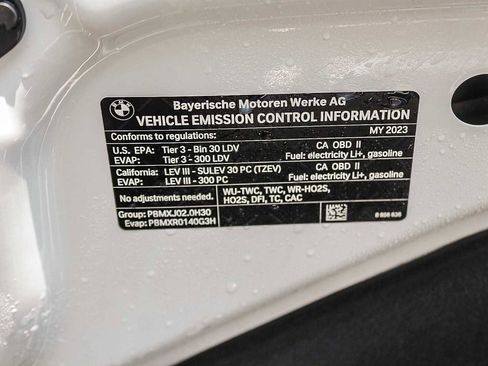 BMW
Bayerische Motoren Werke AG
VEHICLE EMISSION CONTROL INFORMATION
Conforms to regulations: MY 2023
U.S. EPA: Tier 3 - Bin 30 LDV CA OBD II
EVAP: Tier 3 - 300 LDV Fuel: electricity Li+, gasoline
California: LEV III - SULEV 30 PC (TZEV) CA OBD II
EVAP: LEV III - 300 PC Fuel: electricity Li+, gasoline
No adjustments needed. WU-TWC, TWC, WR-HO2S,
HO2S, DFI, TC, CAC
Group: PBMXJ02.0H30
Evap: PBMXR0140G3H